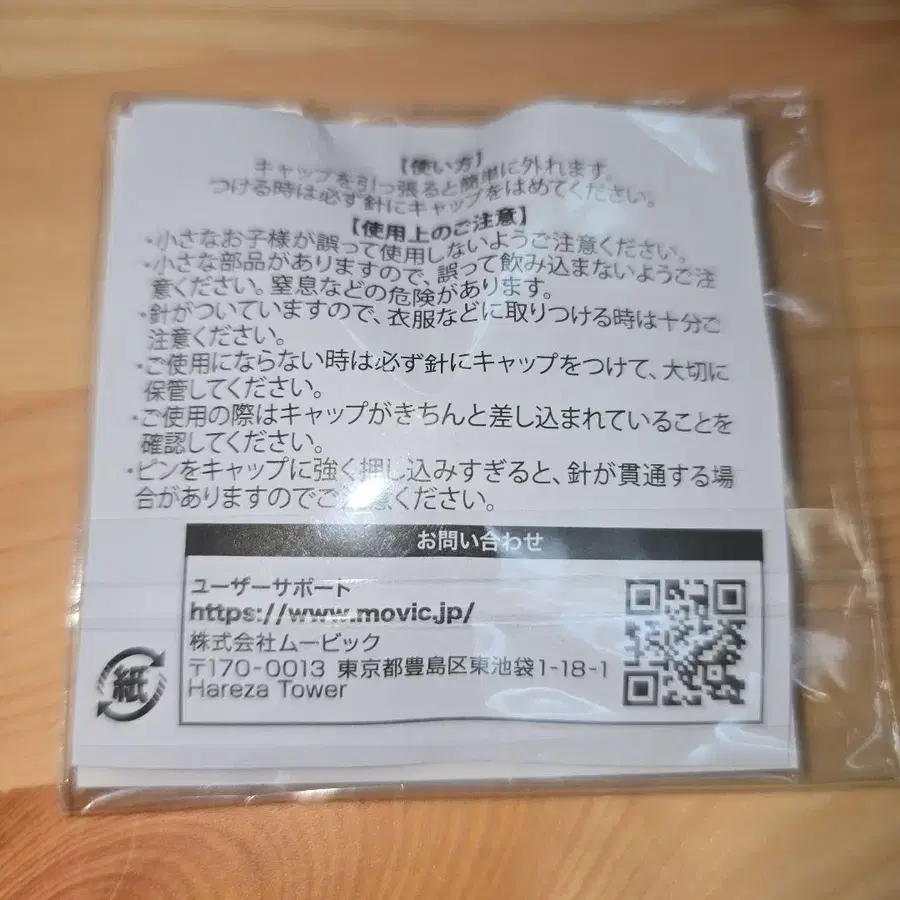 【使い方】
キャップを引っ張ると簡単に外れます。
つける時は必ず針にキャップをはめてください。
【使用上のご注意】
・小さなお子様が誤って使用しないようご注意ください。
・小さな部品がありますので、誤って飲み込まないようご注
意ください。窒息などの危険があります。
・針がついていますので、衣服などに取りつける時は十分ご
注意ください。
・ご使用にならない時は必ず針にキャップをつけて、大切に
保管してください。
・ご使用の際はキャップがきちんと差し込まれていることを
確認してください。
・ピンをキャップに強く押し込みすぎると、針が貫通する場
合がありますのでご注意ください。
お問い合わせ
ユーザーサポート
https://www.movic.jp/
株式会社ムービック
〒170-0013 東京都豊島区東池袋1-18-1
Hareza Tower
紙